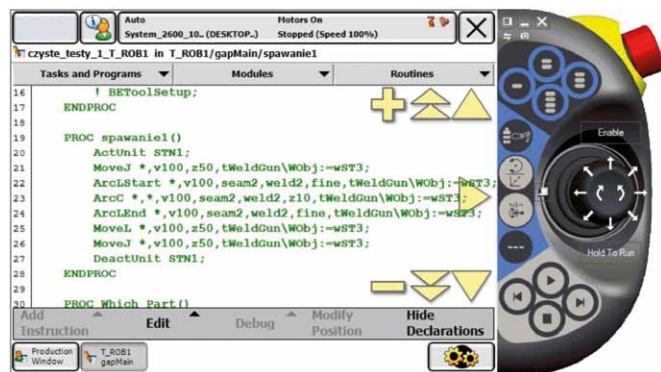 Auto
Motors On
System_2600_10.. (DESKTOP..)
Stopped (Speed 100%)
czyste_testy_1_T_ROB1 in T_ROB1/gapMain/spawanie1
Tasks and Programs
Modules
Routines
16 ! BEToolSetup;
17 ENDPROC
18
19 PROC spawanie1()
20 ActUnit STN1;
21 MoveJ *,v100,z50,tWeldGun\WObj:=wST3;
22 ArcLStart *,v100,seam2,weld2,fine,tWeldGun\WObj:=wST3;
23 ArcC *,*,v100,seam2,weld2,z10,tWeldGun\WObj:=wST3;
24 ArcLEnd *,v100,seam2,weld2,fine,tWeldGun\WObj:=wST3;
25 MoveL *,v100,z50,tWeldGun\WObj:=wST3;
26 MoveJ *,v100,z50,tWeldGun\WObj:=wST3;
27 DeactUnit STN1;
28 ENDPROC
29
30 PROC Which_Part()
Add Instruction
Edit
Debug
Modify Position
Hide Declarations
Production Window
T_ROB1 gapMain
Enable
Hold To Run